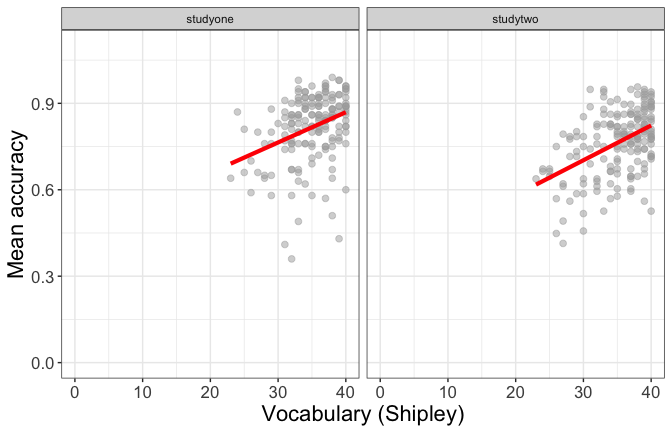 studyone studytwo
Mean accuracy
0.9
0.6
0.3
0.0
0 10 20 30 40 0 10 20 30 40
Vocabulary (Shipley)